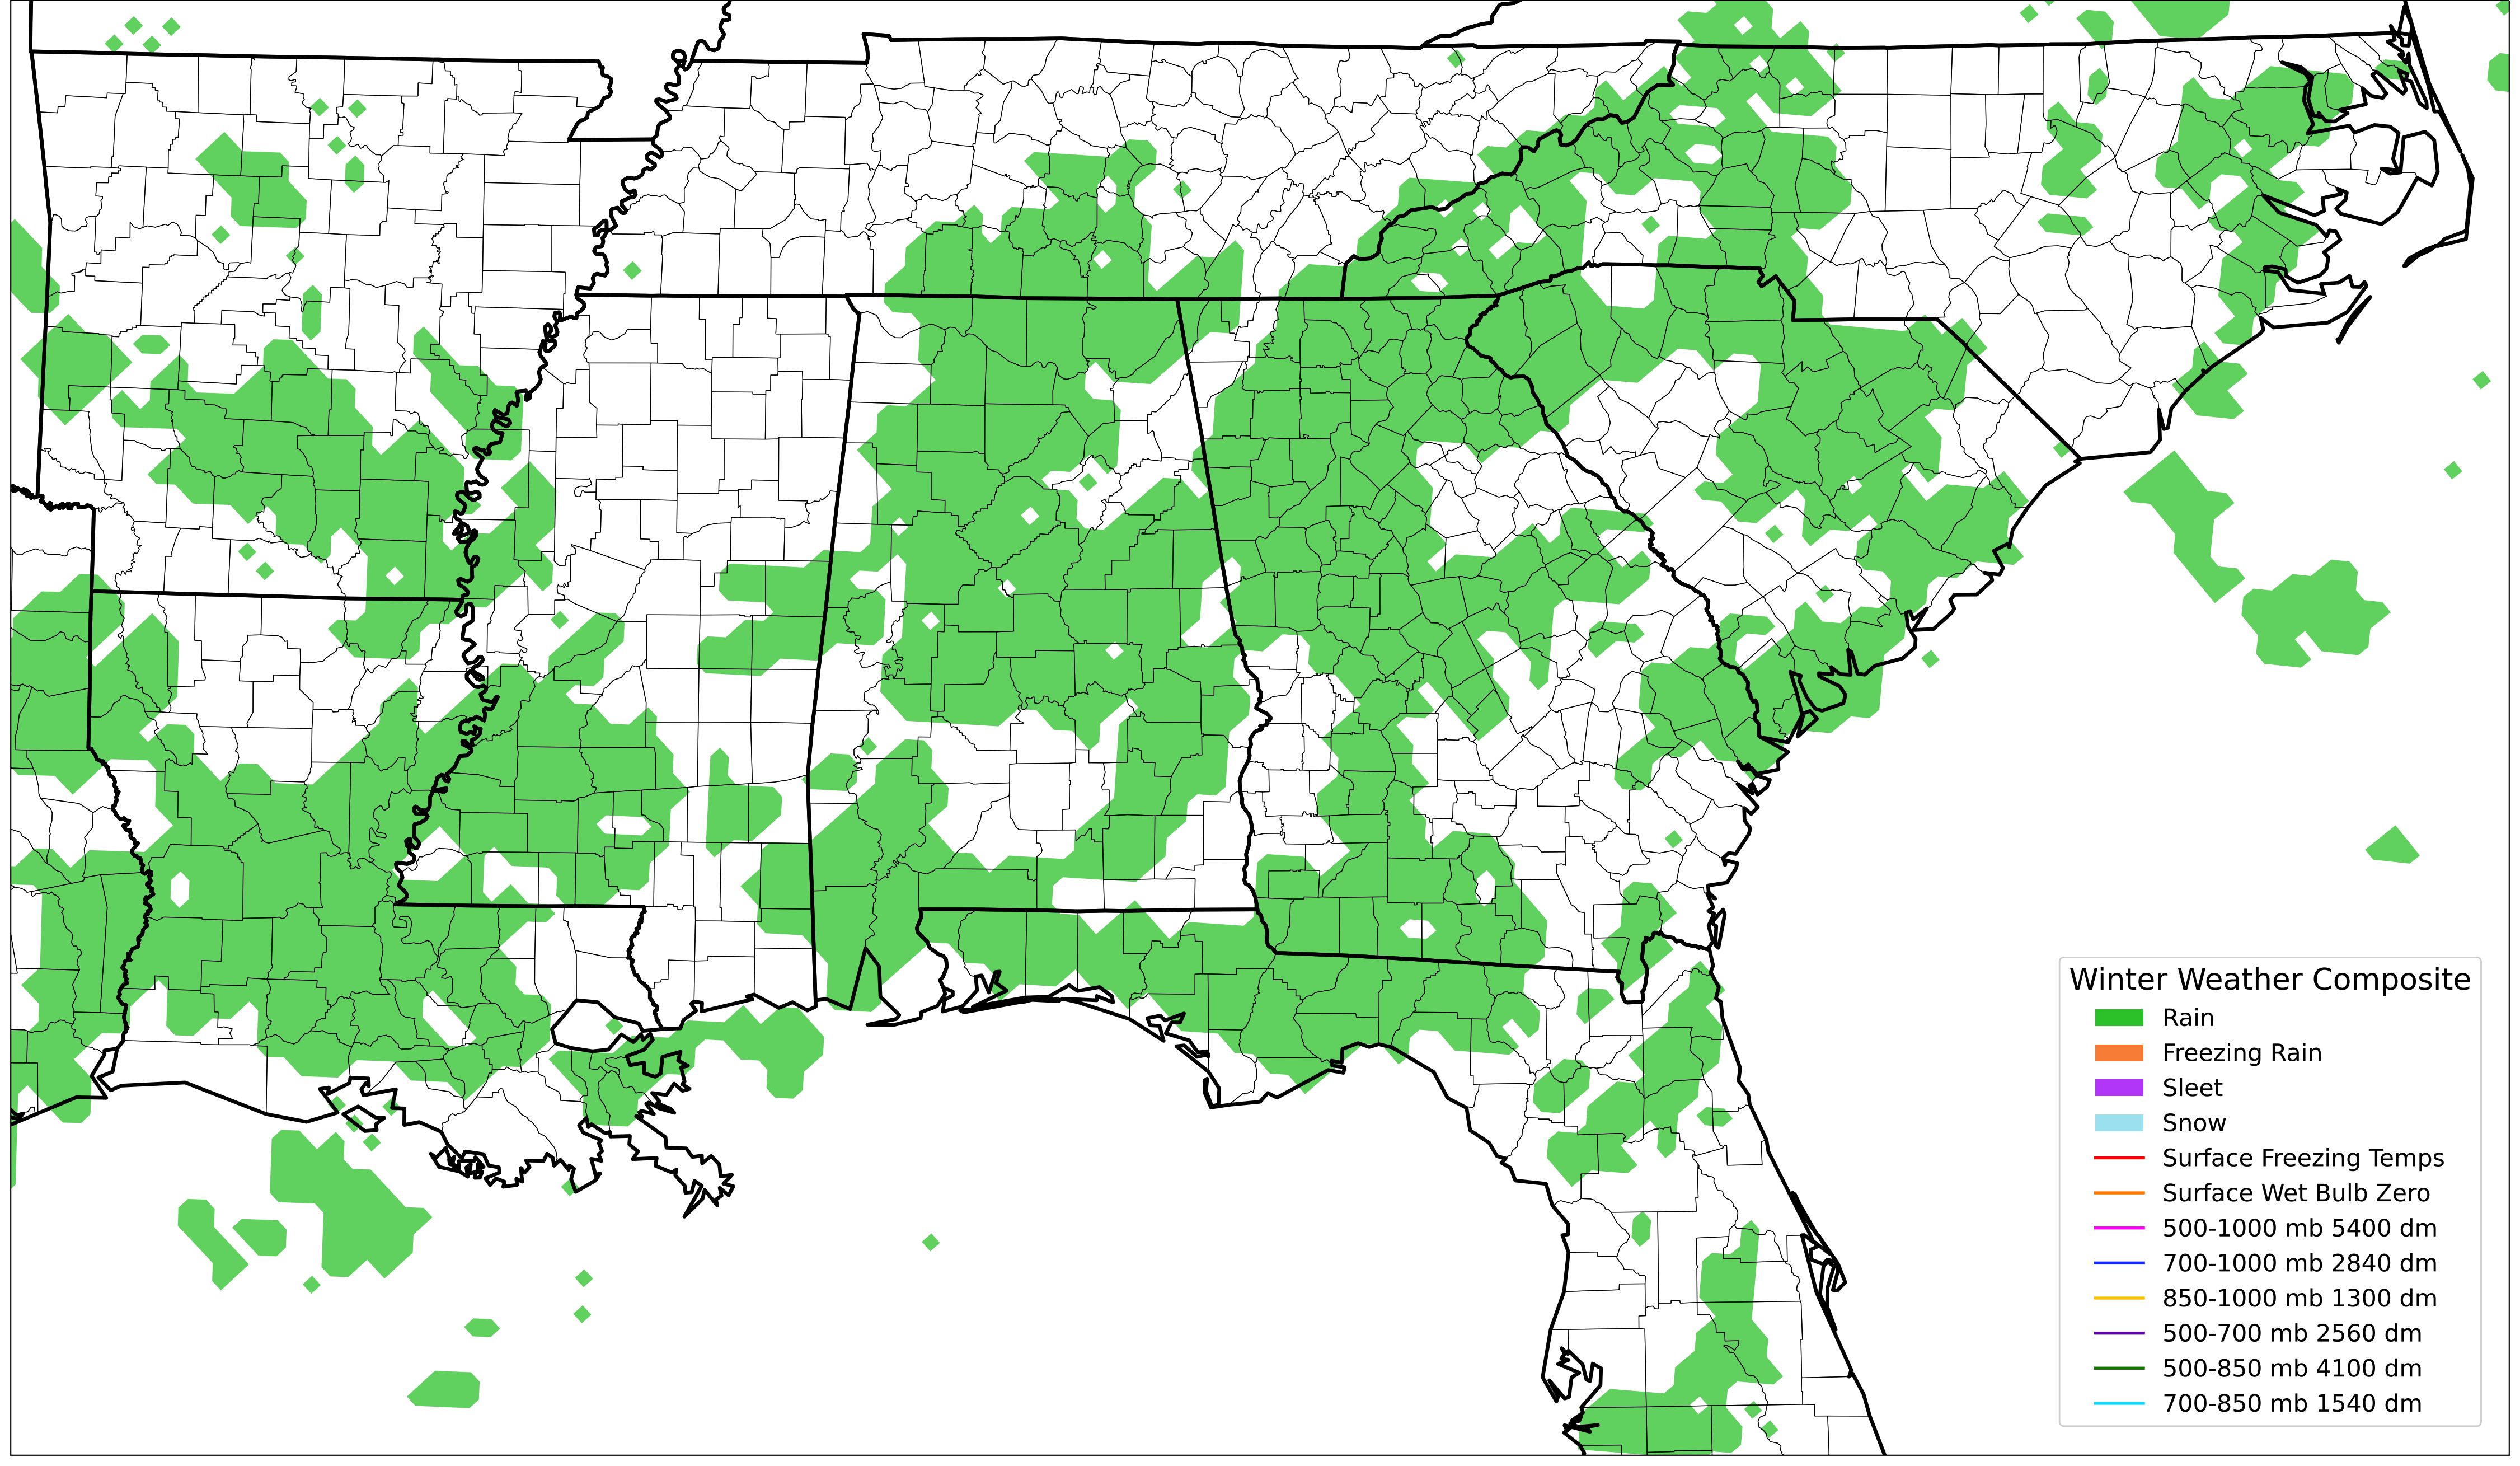 Winter Weather Composite
Rain
Freezing Rain
Sleet
Snow
Surface Freezing Temps
Surface Wet Bulb Zero
500-1000 mb 5400 dm
700-1000 mb 2840 dm
850-1000 mb 1300 dm
500-700 mb 2560 dm
500-850 mb 4100 dm
700-850 mb 1540 dm